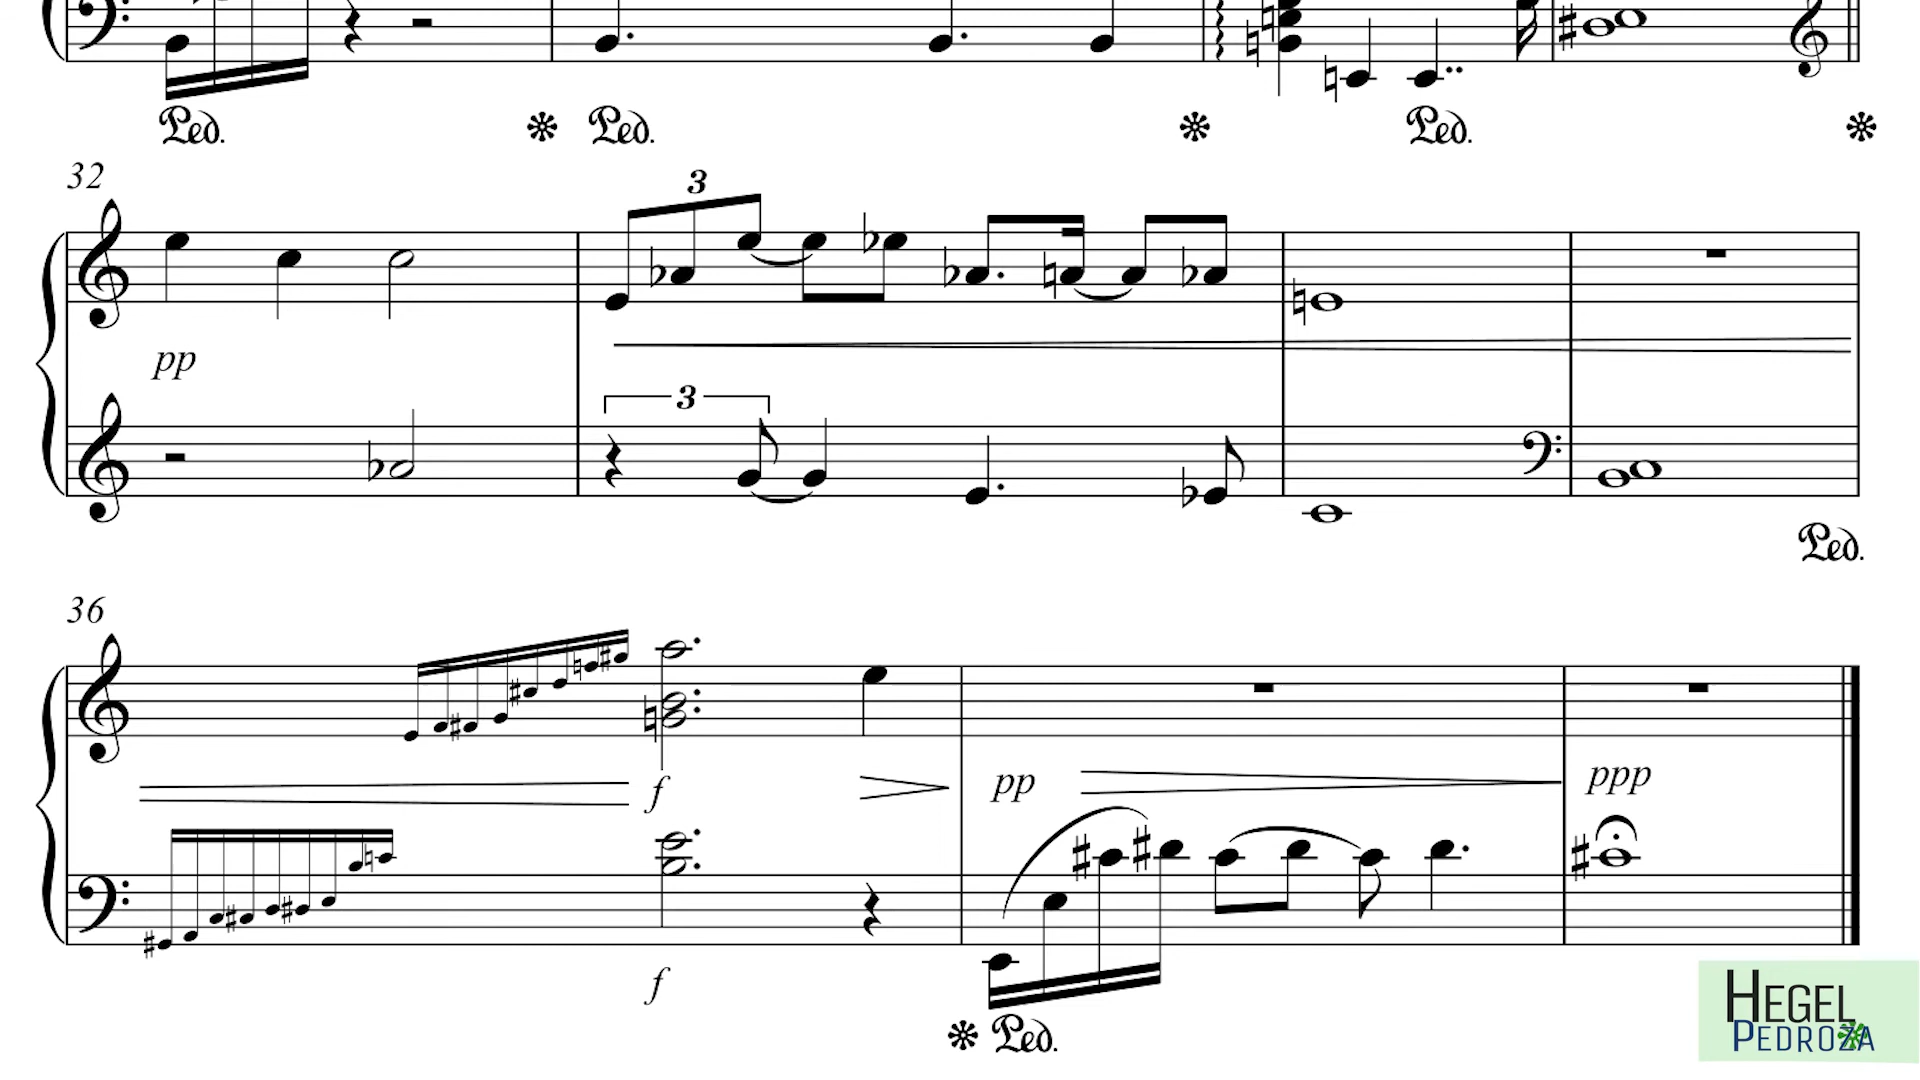 Ped. Ped. Ped.
32
3
pp
3
Ped.
36
f
pp
ppp
f
Ped.
HEGEL
PEDROZA